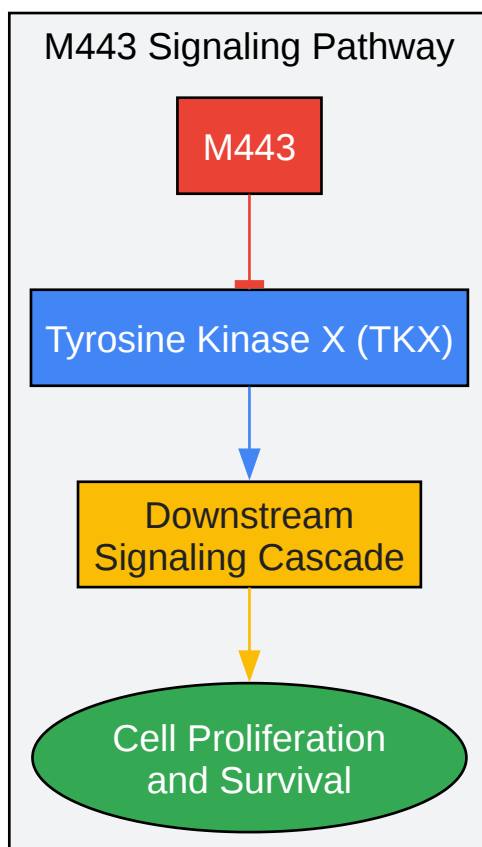 M443 Signaling Pathway
M443
Tyrosine Kinase X (TKX)
Downstream
Signaling Cascade
Cell Proliferation
and Survival